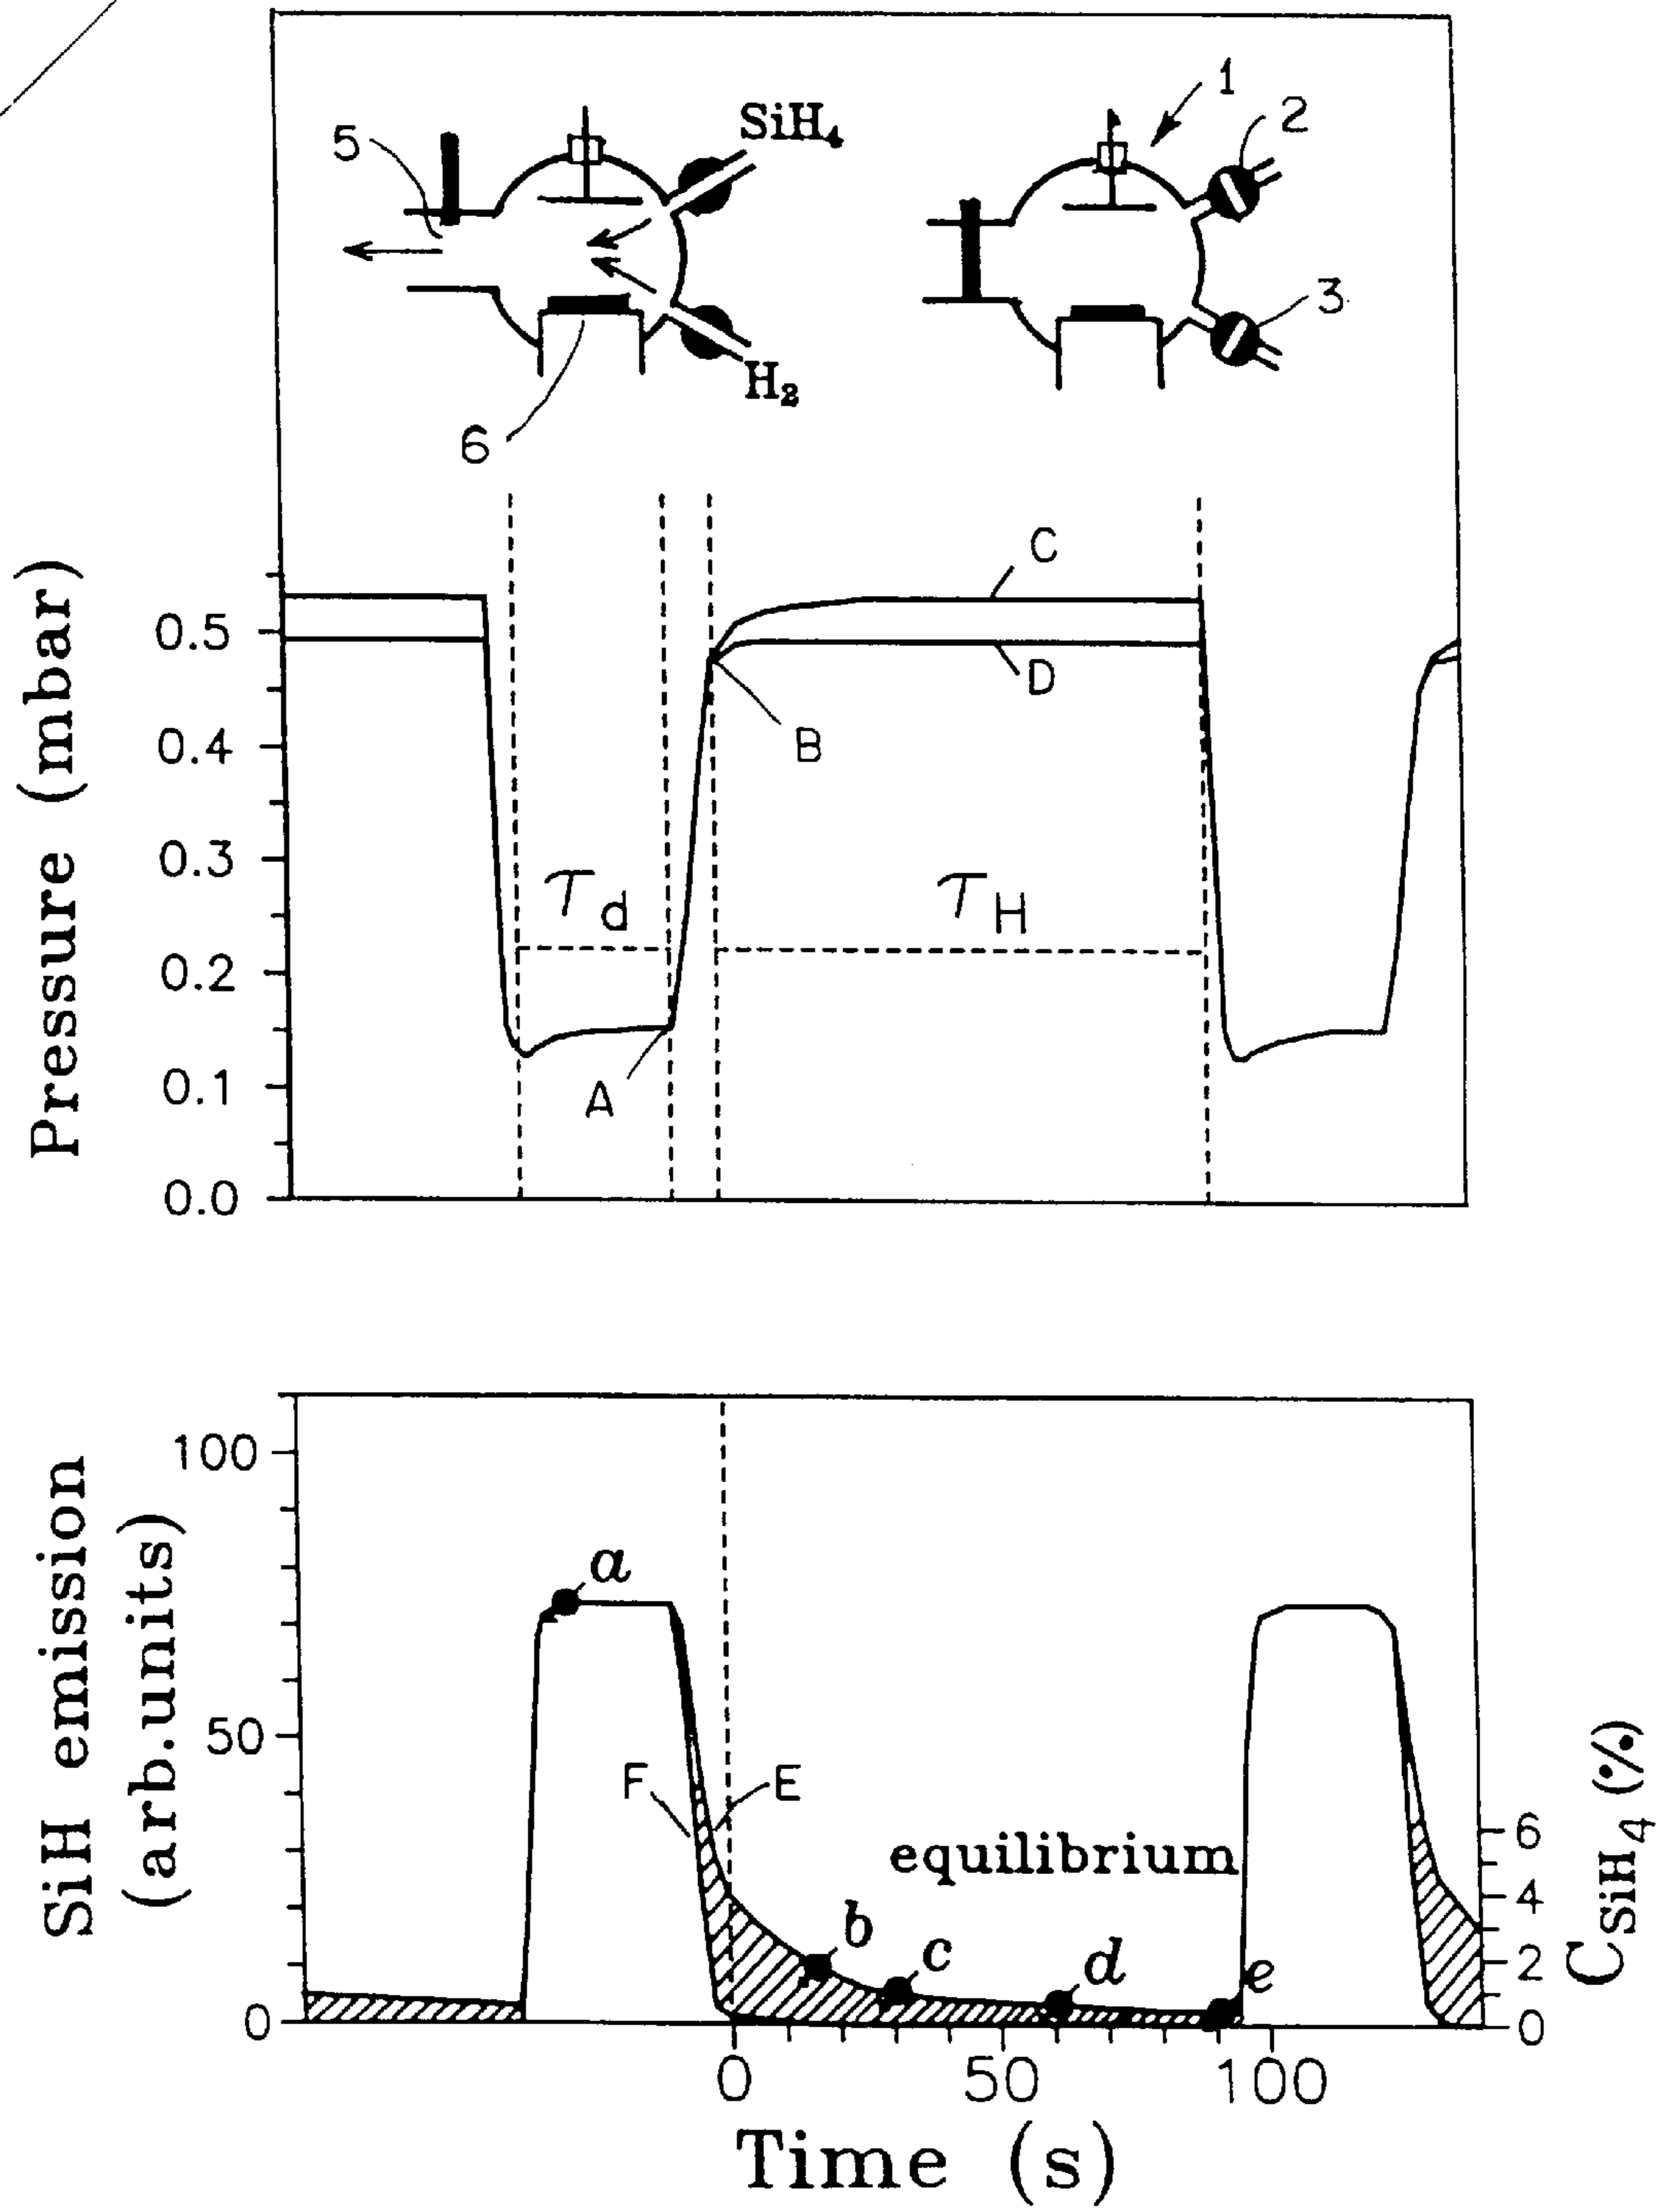 1
2
5
SiH₄
3
H₂
6
Pressure (mbar)
0.5
0.4
0.3
0.2
0.1
0.0
C
D
B
τd
τH
A
SiH emission
(arb.units)
100
50
0
a
F
E
equilibrium
b
c
d
e
6
4
2
0
CSiH₄ (%)
0
50
100
Time (s)